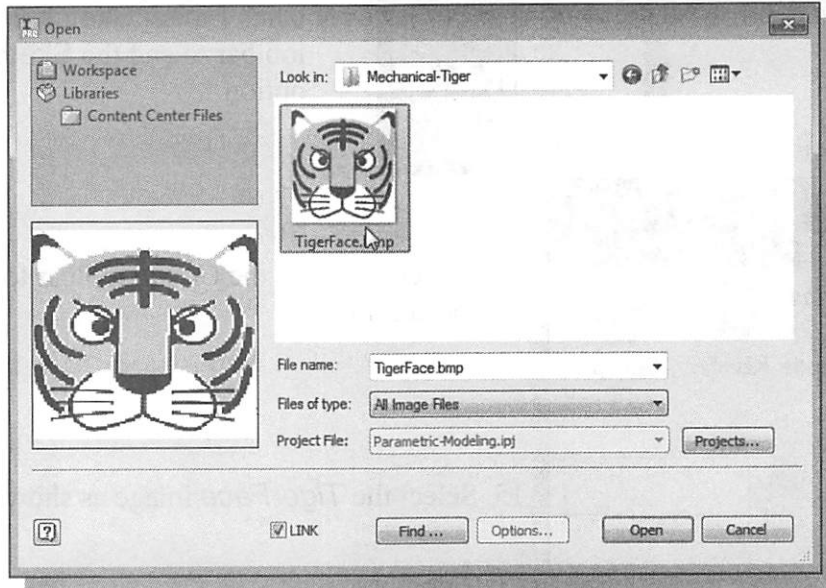 I PRO Open
Workspace
Libraries
Content Center Files
Look in: Mechanical-Tiger
TigerFace.bmp
File name: TigerFace.bmp
Files of type: All Image Files
Project File: Parametric-Modeling.ipj Projects...
LINK Find ... Options... Open Cancel